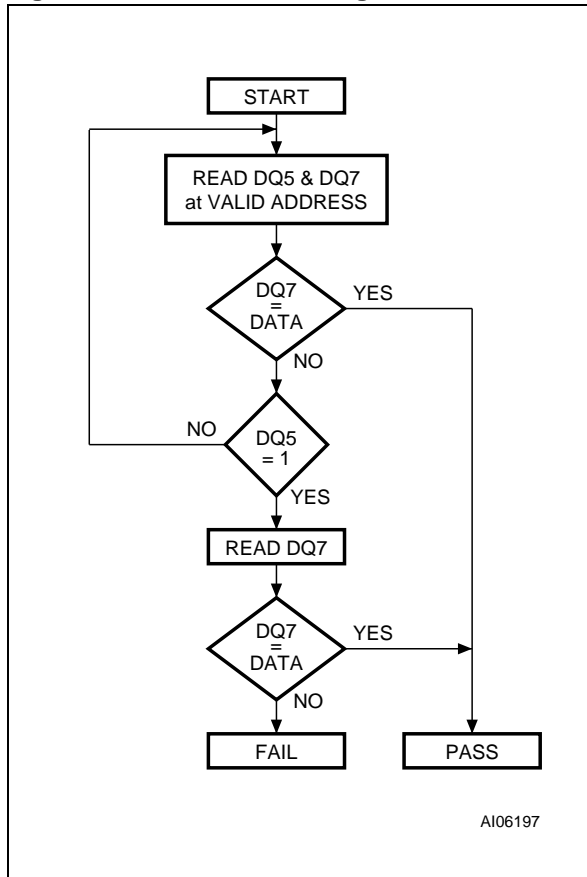 START
READ DQ5 & DQ7
at VALID ADDRESS
DQ7
=
DATA
YES
NO
DQ5
= 1
NO
YES
READ DQ7
DQ7
=
DATA
YES
NO
FAIL
PASS
AI06197